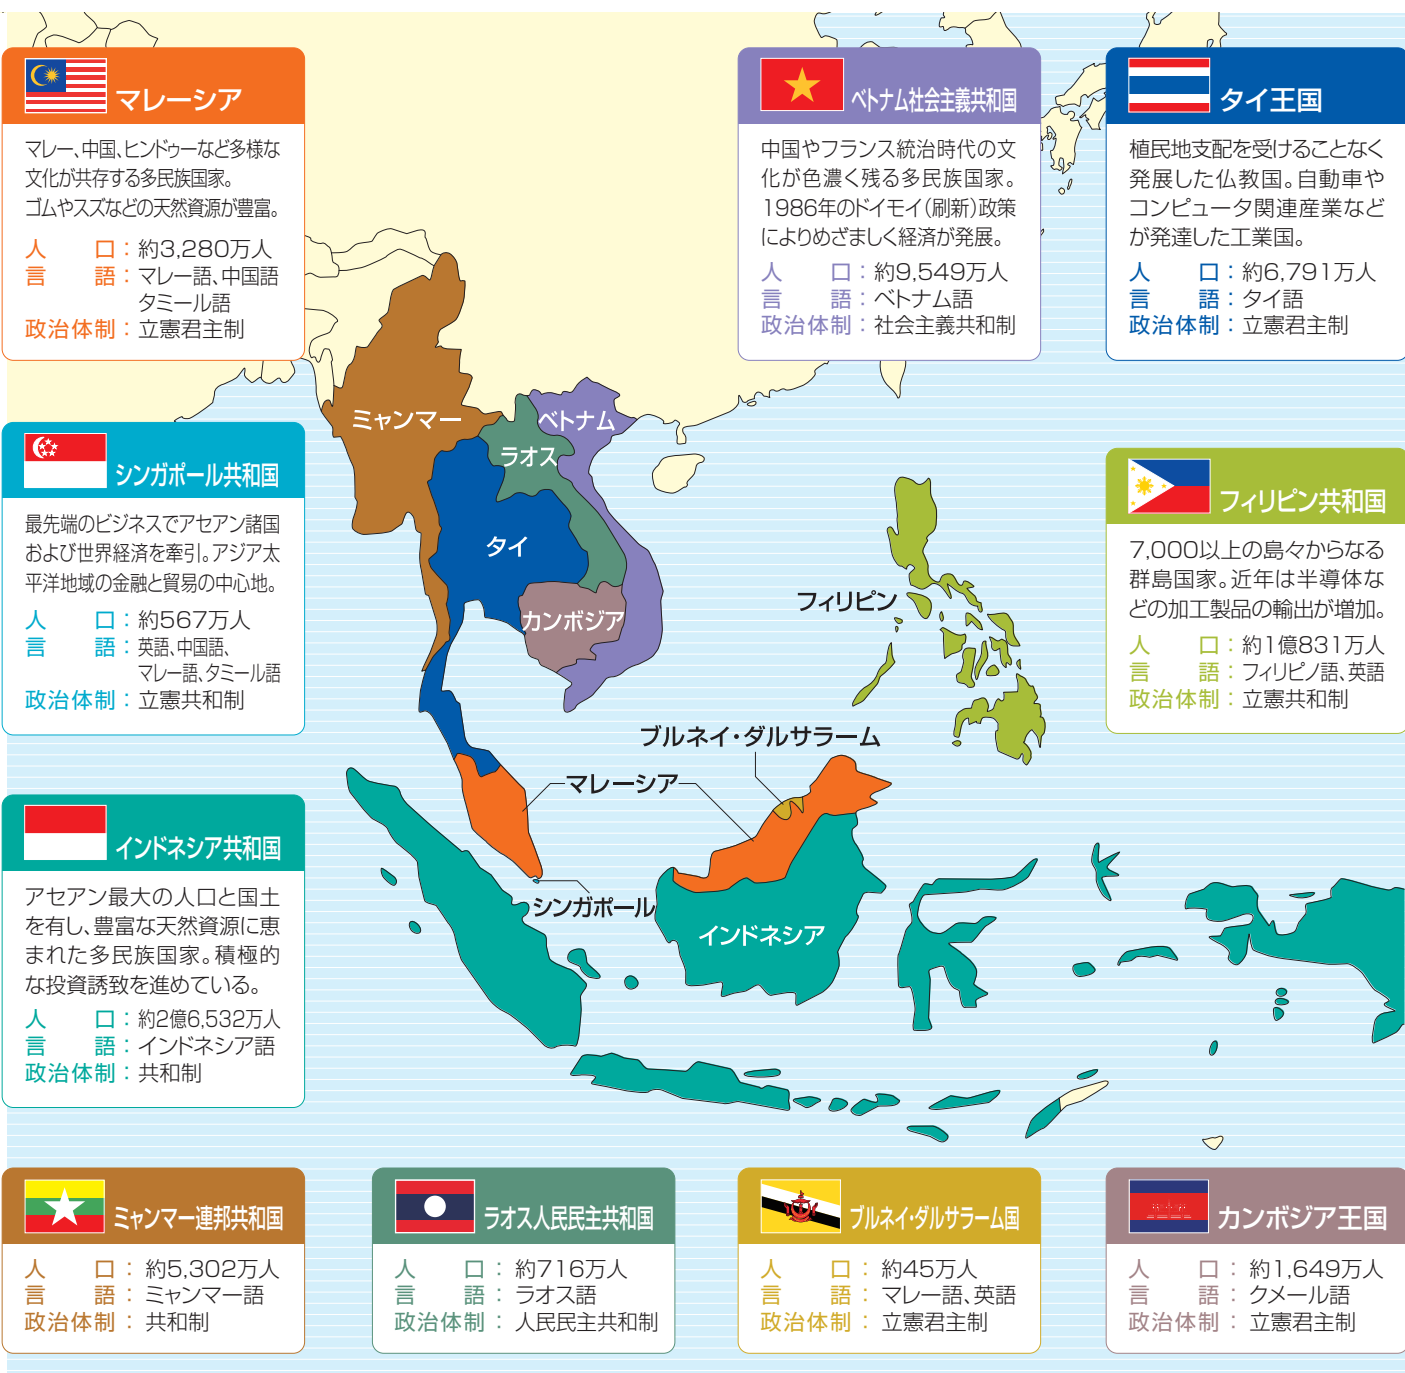 マレーシア
マレー、中国、ヒンドゥーなど多様な
文化が共存する多民族国家。
ゴムやスズなどの天然資源が豊富。
人 口：約3,280万人
言 語：マレー語、中国語
タミール語
政治体制：立憲君主制
ベトナム社会主義共和国
中国やフランス統治時代の文
化が色濃く残る多民族国家。
1986年のドイモイ（刷新）政策
によりめざましく経済が発展。
人 口：約9,549万人
言 語：ベトナム語
政治体制：社会主義共和制
タイ王国
植民地支配を受けることなく
発展した仏教国。自動車や
コンピュータ関連産業など
が発達した工業国。
人 口：約6,791万人
言 語：タイ語
政治体制：立憲君主制
シンガポール共和国
最先端のビジネスでアセアン諸国
および世界経済を牽引。アジア太
平洋地域の金融と貿易の中心地。
人 口：約567万人
言 語：英語、中国語、
マレー語、タミール語
政治体制：立憲共和制
フィリピン共和国
7,000以上の島々からなる
群島国家。近年は半導体な
どの加工製品の輸出が増加。
人 口：約1億831万人
言 語：フィリピノ語、英語
政治体制：立憲共和制
インドネシア共和国
アセアン最大の人口と国土
を有し、豊富な天然資源に恵
まれた多民族国家。積極的
な投資誘致を進めている。
人 口：約2億6,532万人
言 語：インドネシア語
政治体制：共和制
ミャンマー
ベトナム
ラオス
タイ
カンボジア
フィリピン
ブルネイ・ダルサラーム
マレーシア
シンガポール
インドネシア
ミャンマー連邦共和国
人 口：約5,302万人
言 語：ミャンマー語
政治体制：共和制
ラオス人民民主共和国
人 口：約716万人
言 語：ラオス語
政治体制：人民民主共和制
ブルネイ・ダルサラーム国
人 口：約45万人
言 語：マレー語、英語
政治体制：立憲君主制
カンボジア王国
人 口：約1,649万人
言 語：クメール語
政治体制：立憲君主制